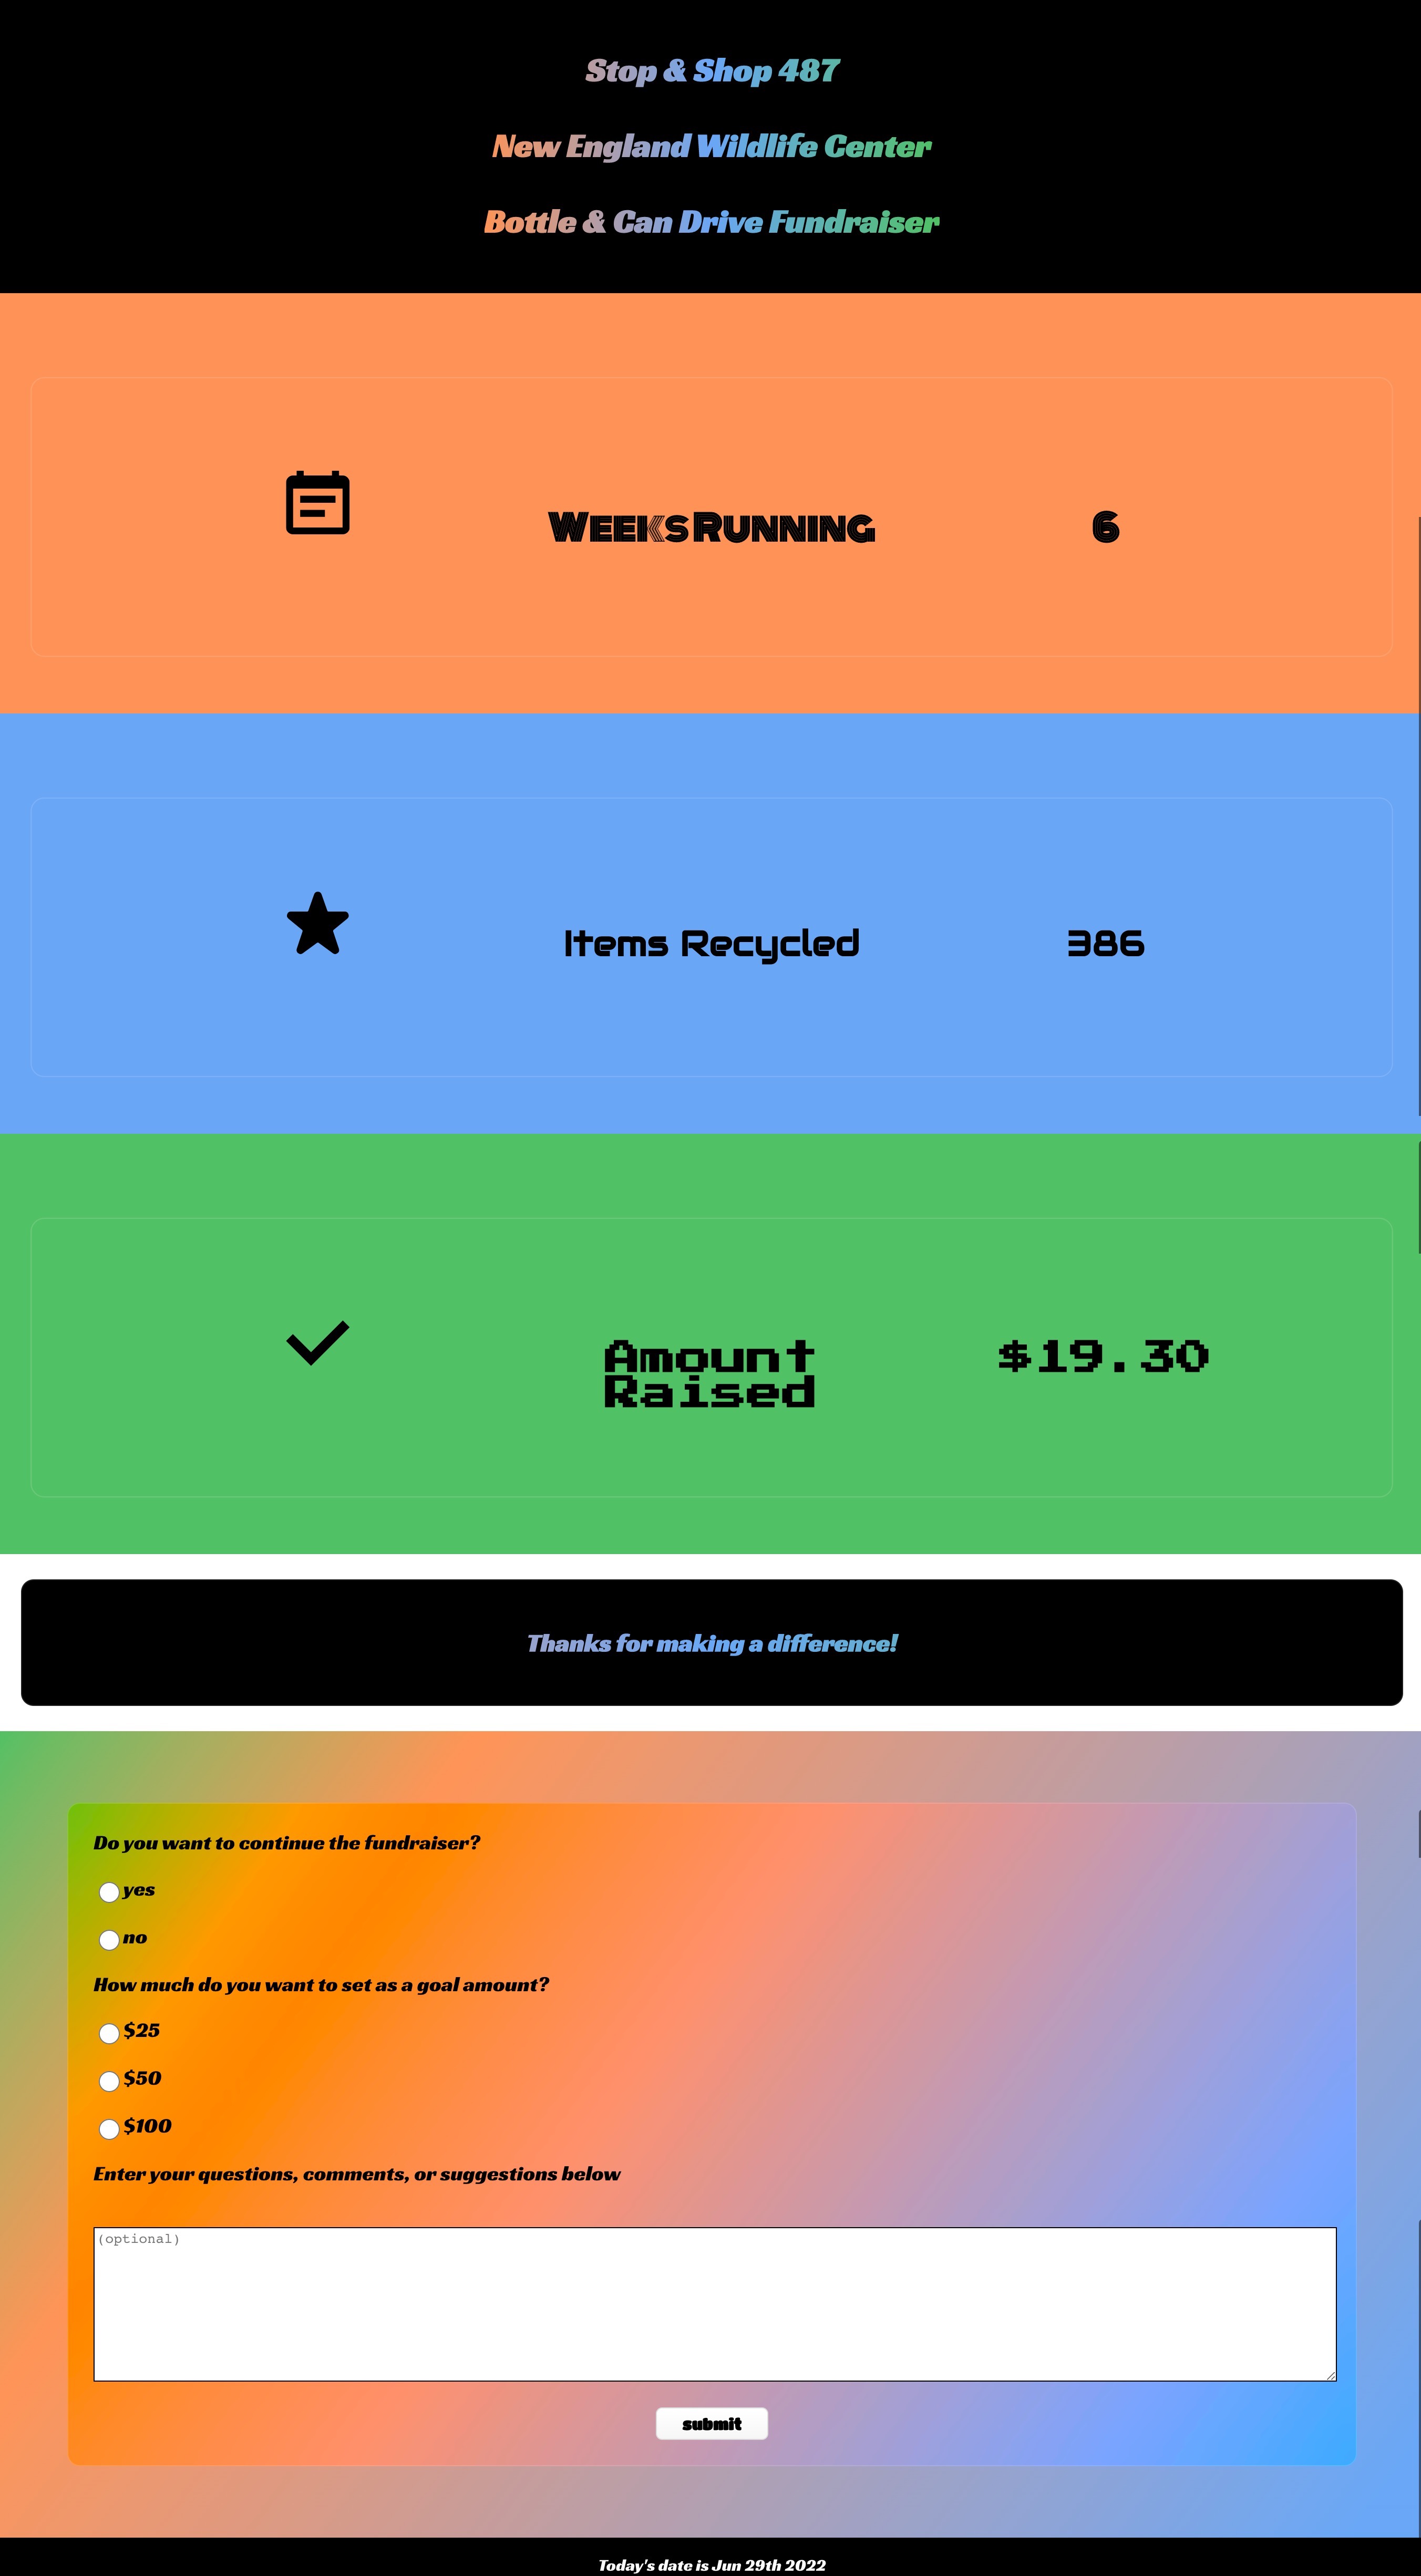 Stop & Shop 487
New England Wildlife Center
Bottle & Can Drive Fundraiser
Weeks Running 6
Items Recycled 386
Amount Raised $19.30
Thanks for making a difference!
Do you want to continue the fundraiser?
yes
no
How much do you want to set as a goal amount?
$25
$50
$100
Enter your questions, comments, or suggestions below
(optional)
submit
Today's date is Jun 29th 2022